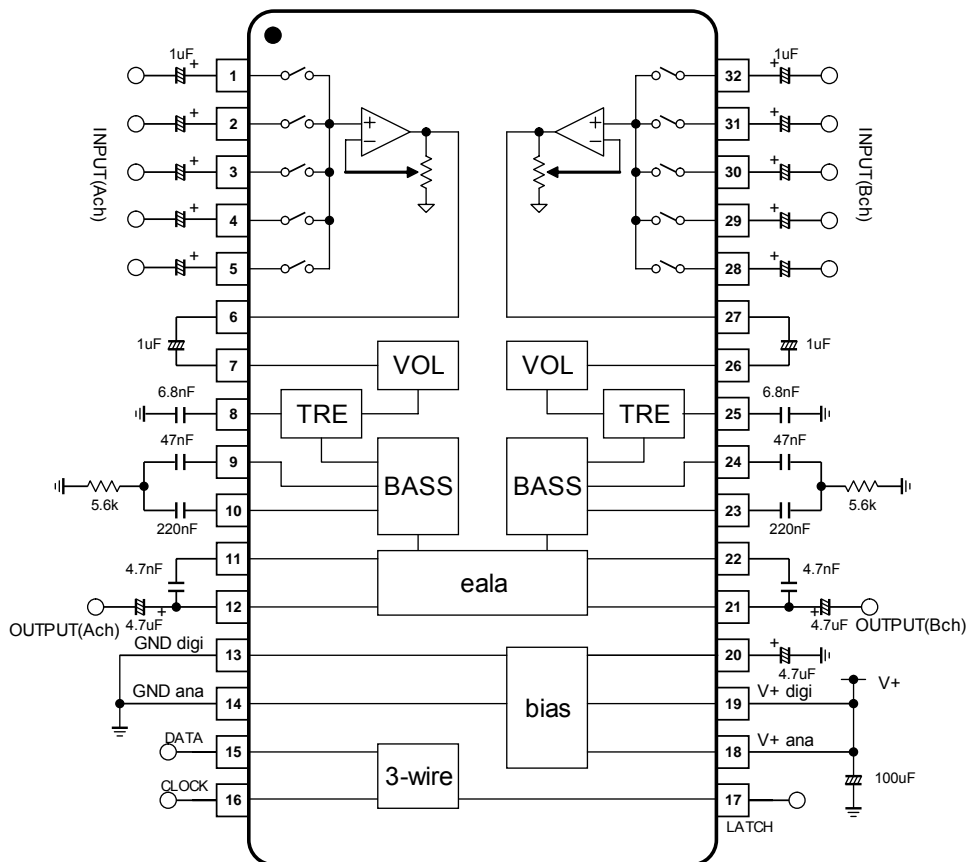 1uF + 1 32 + 1uF
+ 2 31 +
INPUT(Ach)
INPUT(Bch)
+ 3 30 +
+ 4 29 +
+ 5 28 +
+ -
- +
6 27
1uF 1uF
7 VOL VOL 26
6.8nF 6.8nF
8 TRE TRE 25
47nF 47nF
9 24
BASS BASS
5.6k 5.6k
10 23
220nF 220nF
11 22
4.7nF 4.7nF
eala
12 21
OUTPUT(Ach) 4.7uF + + 4.7uF OUTPUT(Bch)
GND digi 13 20 + 4.7uF
V+
GND ana 14 bias 19 V+ digi
DATA 15 18 V+ ana
3-wire
100uF
CLOCK 16 17
LATCH